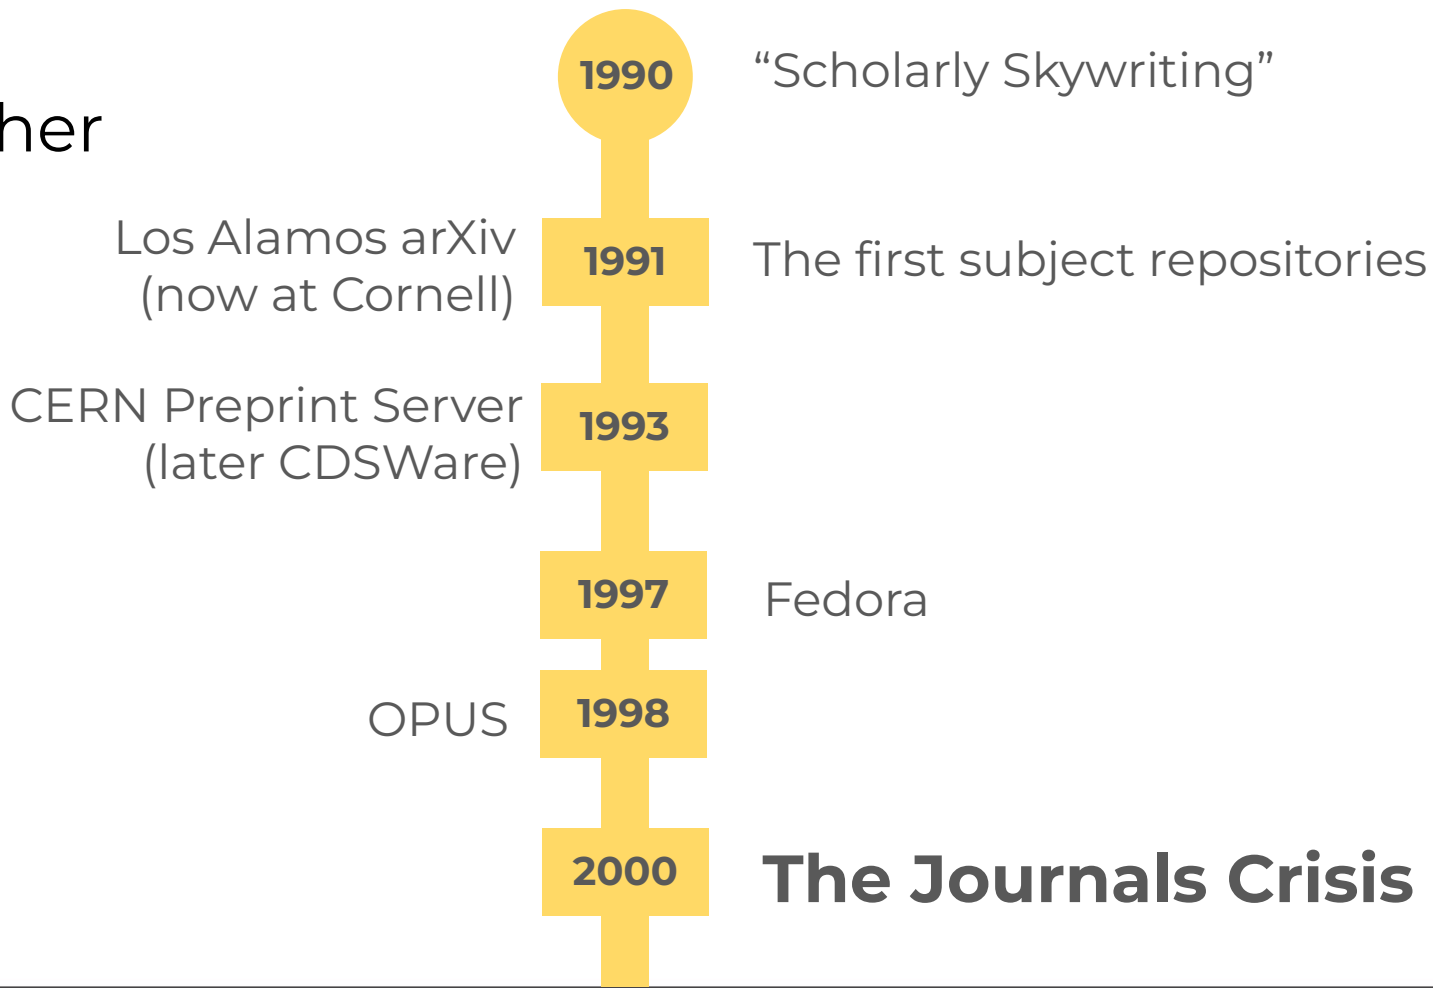 her
1990
“Scholarly Skywriting”
Los Alamos arXiv
(now at Cornell)
1991
The first subject repositories
CERN Preprint Server
(later CDSWare)
1993
1997
Fedora
OPUS
1998
2000
The Journals Crisis